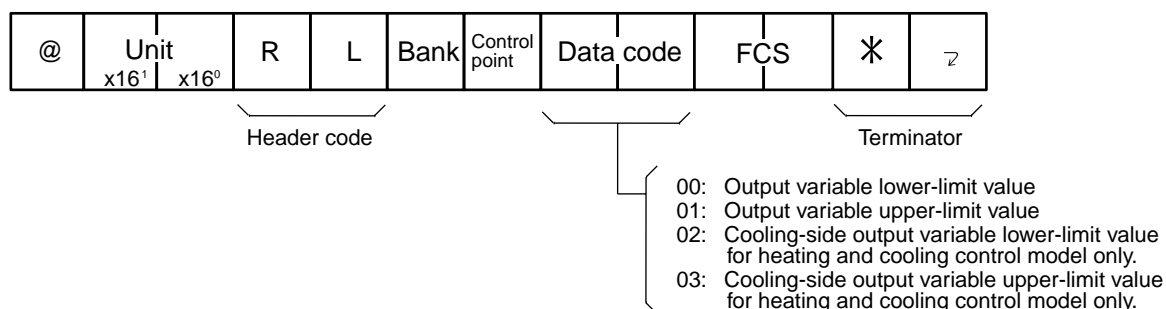 @ Unit R L Bank Control point Data code FCS * ↵
x16¹ x16⁰
Header code Terminator
00: Output variable lower-limit value
01: Output variable upper-limit value
02: Cooling-side output variable lower-limit value
for heating and cooling control model only.
03: Cooling-side output variable upper-limit value
for heating and cooling control model only.